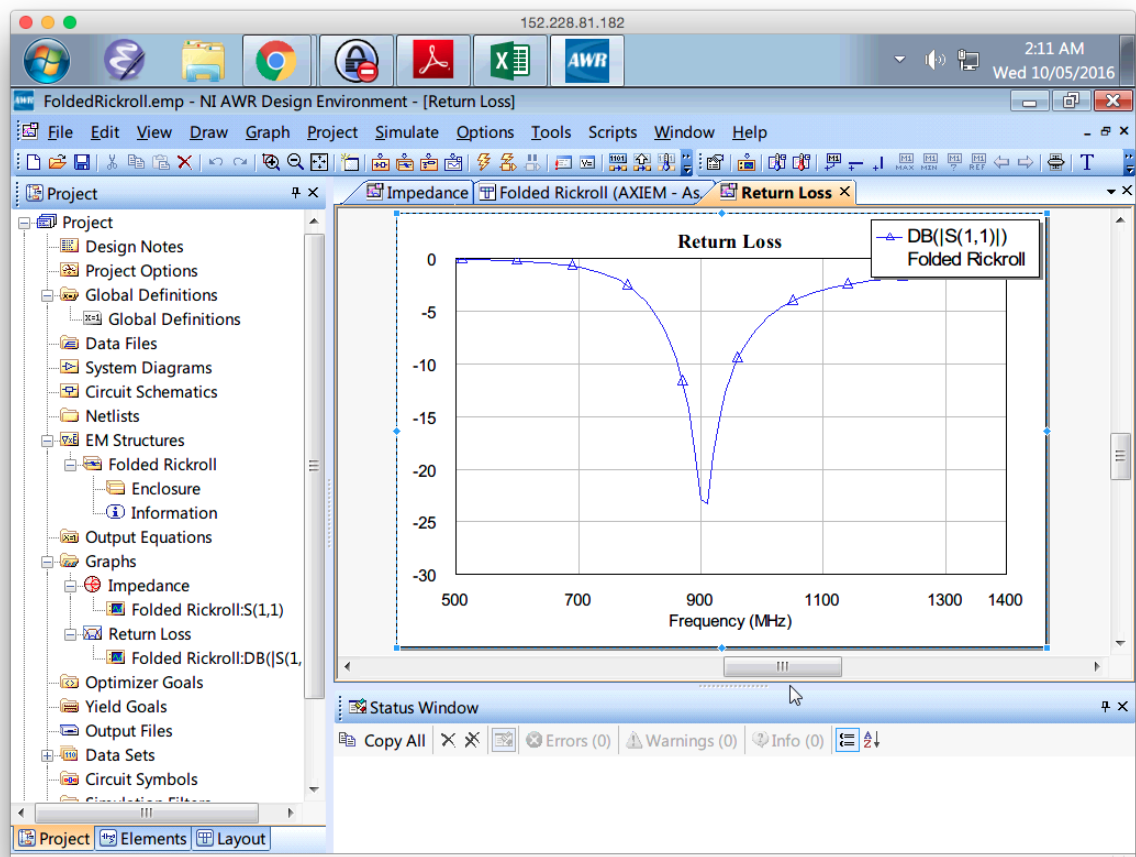 152.228.81.182
AWR
2:11 AM
Wed 10/05/2016
FoldedRickroll.emp - NI AWR Design Environment - [Return Loss]
File Edit View Draw Graph Project Simulate Options Tools Scripts Window Help
Project
Impedance
Folded Rickroll (AXIEM - As
Return Loss
Project
Design Notes
Project Options
Global Definitions
Global Definitions
Data Files
System Diagrams
Circuit Schematics
Netlists
EM Structures
Folded Rickroll
Enclosure
Information
Output Equations
Graphs
Impedance
Folded Rickroll:S(1,1)
Return Loss
Folded Rickroll:DB(|S(1,
Optimizer Goals
Yield Goals
Output Files
Data Sets
Circuit Symbols
Project Elements Layout
Return Loss
DB(|S(1,1)|)
Folded Rickroll
0
-5
-10
-15
-20
-25
-30
500 700 900 1100 1300 1400
Frequency (MHz)
Status Window
Copy All Errors (0) Warnings (0) Info (0)